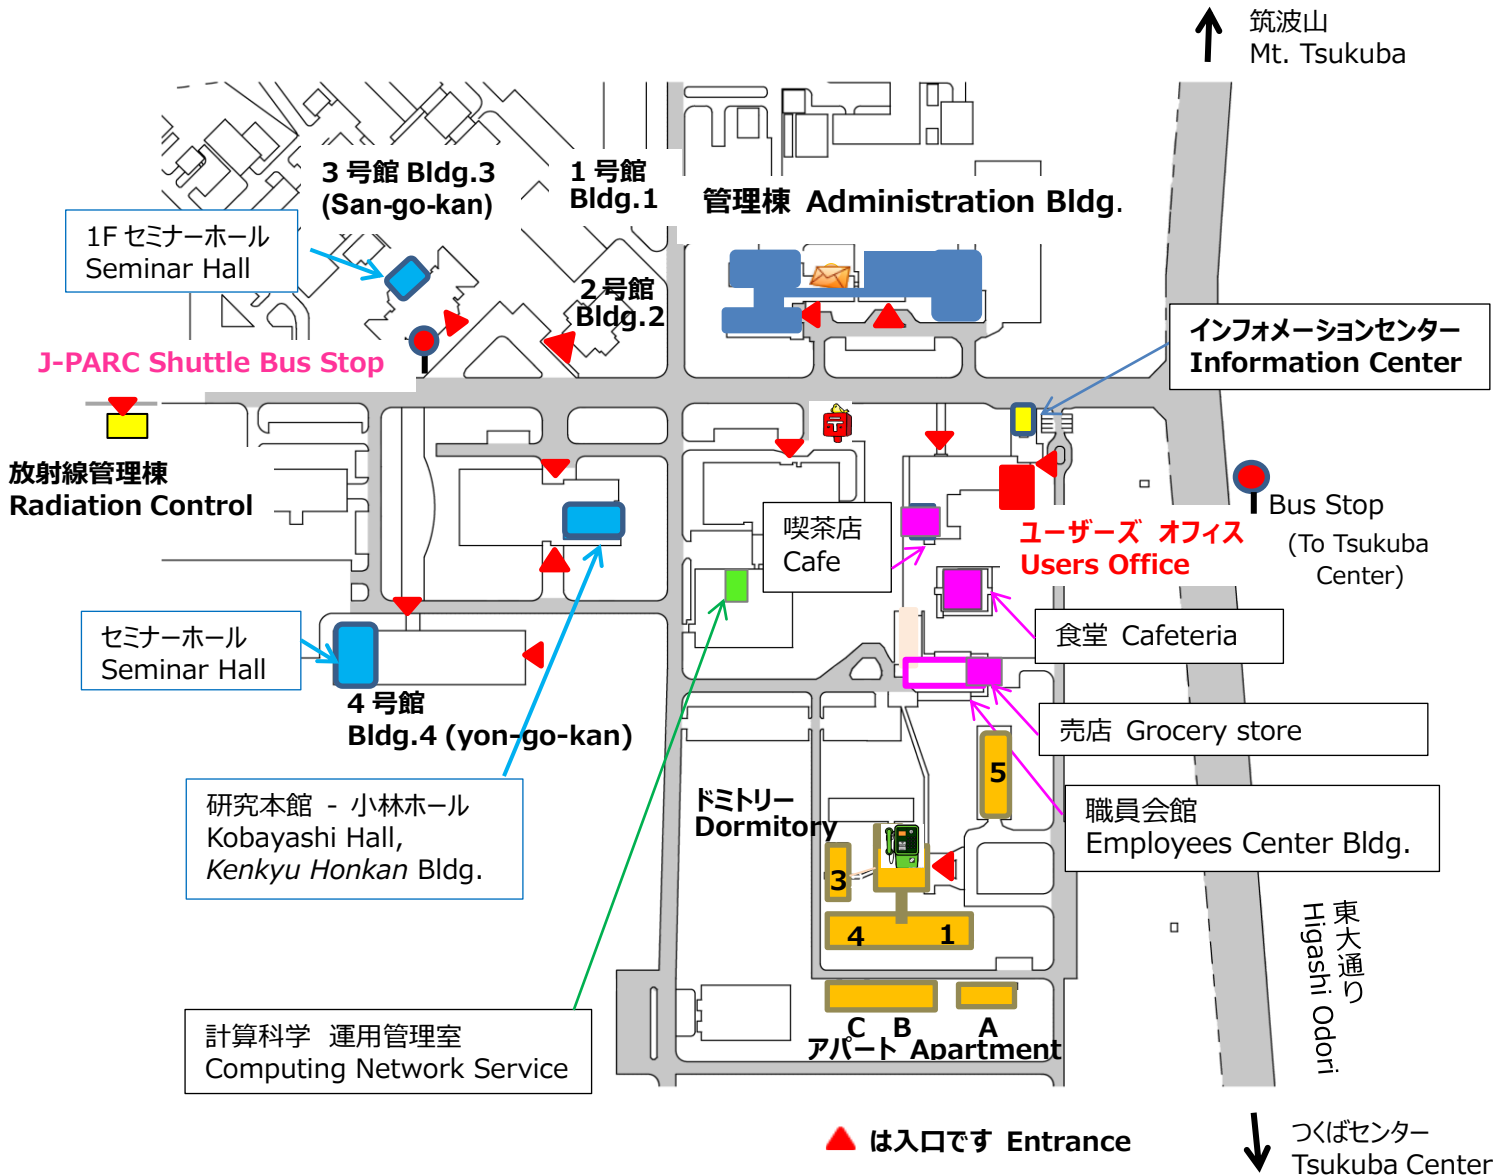 筑波山
Mt. Tsukuba
3 号館 Bldg.3
(San-go-kan)
1 号館
Bldg.1
管理棟 Administration Bldg.
1F セミナーホール
Seminar Hall
2 号館
Bldg.2
インフォメーションセンター
Information Center
J-PARC Shuttle Bus Stop
〒
放射線管理棟
Radiation Control
喫茶店
Cafe
ユーザーズ オフィス
Users Office
Bus Stop
(To Tsukuba
Center)
セミナーホール
Seminar Hall
食堂 Cafeteria
4 号館
Bldg.4 (yon-go-kan)
売店 Grocery store
研究本館 - 小林ホール
Kobayashi Hall,
Kenkyu Honkan Bldg.
ドミトリー
Dormitory
5
職員会館
Employees Center Bldg.
3
4
1
東大通り
Higashi Odori
計算科学 運用管理室
Computing Network Service
C
B
A
アパート Apartment
は入口です Entrance
つくばセンター
Tsukuba Center